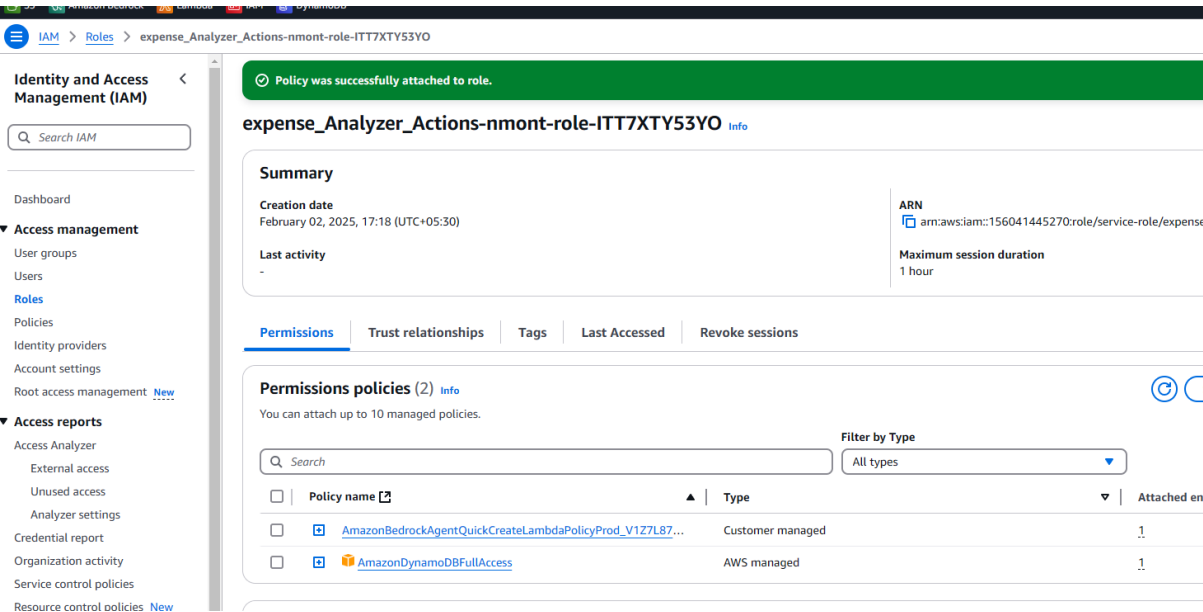 S3 Amazon Bedrock Lambda IAM DynamoDB
IAM > Roles > expense_Analyzer_Actions-nmont-role-ITT7XTY53YO
Identity and Access
Management (IAM)
Search IAM
Dashboard
Access management
User groups
Users
Roles
Policies
Identity providers
Account settings
Root access management New
Access reports
Access Analyzer
External access
Unused access
Analyzer settings
Credential report
Organization activity
Service control policies
Resource control policies New
Policy was successfully attached to role.
expense_Analyzer_Actions-nmont-role-ITT7XTY53YO Info
Summary
Creation date
February 02, 2025, 17:18 (UTC+05:30)
Last activity
-
ARN
arn:aws:iam::156041445270:role/service-role/expense
Maximum session duration
1 hour
Permissions Trust relationships Tags Last Accessed Revoke sessions
Permissions policies (2) Info
You can attach up to 10 managed policies.
Filter by Type
Search
All types
Policy name Type Attached en
AmazonBedrockAgentQuickCreateLambdaPolicyProd_V1Z7L87... Customer managed 1
AmazonDynamoDBFullAccess AWS managed 1